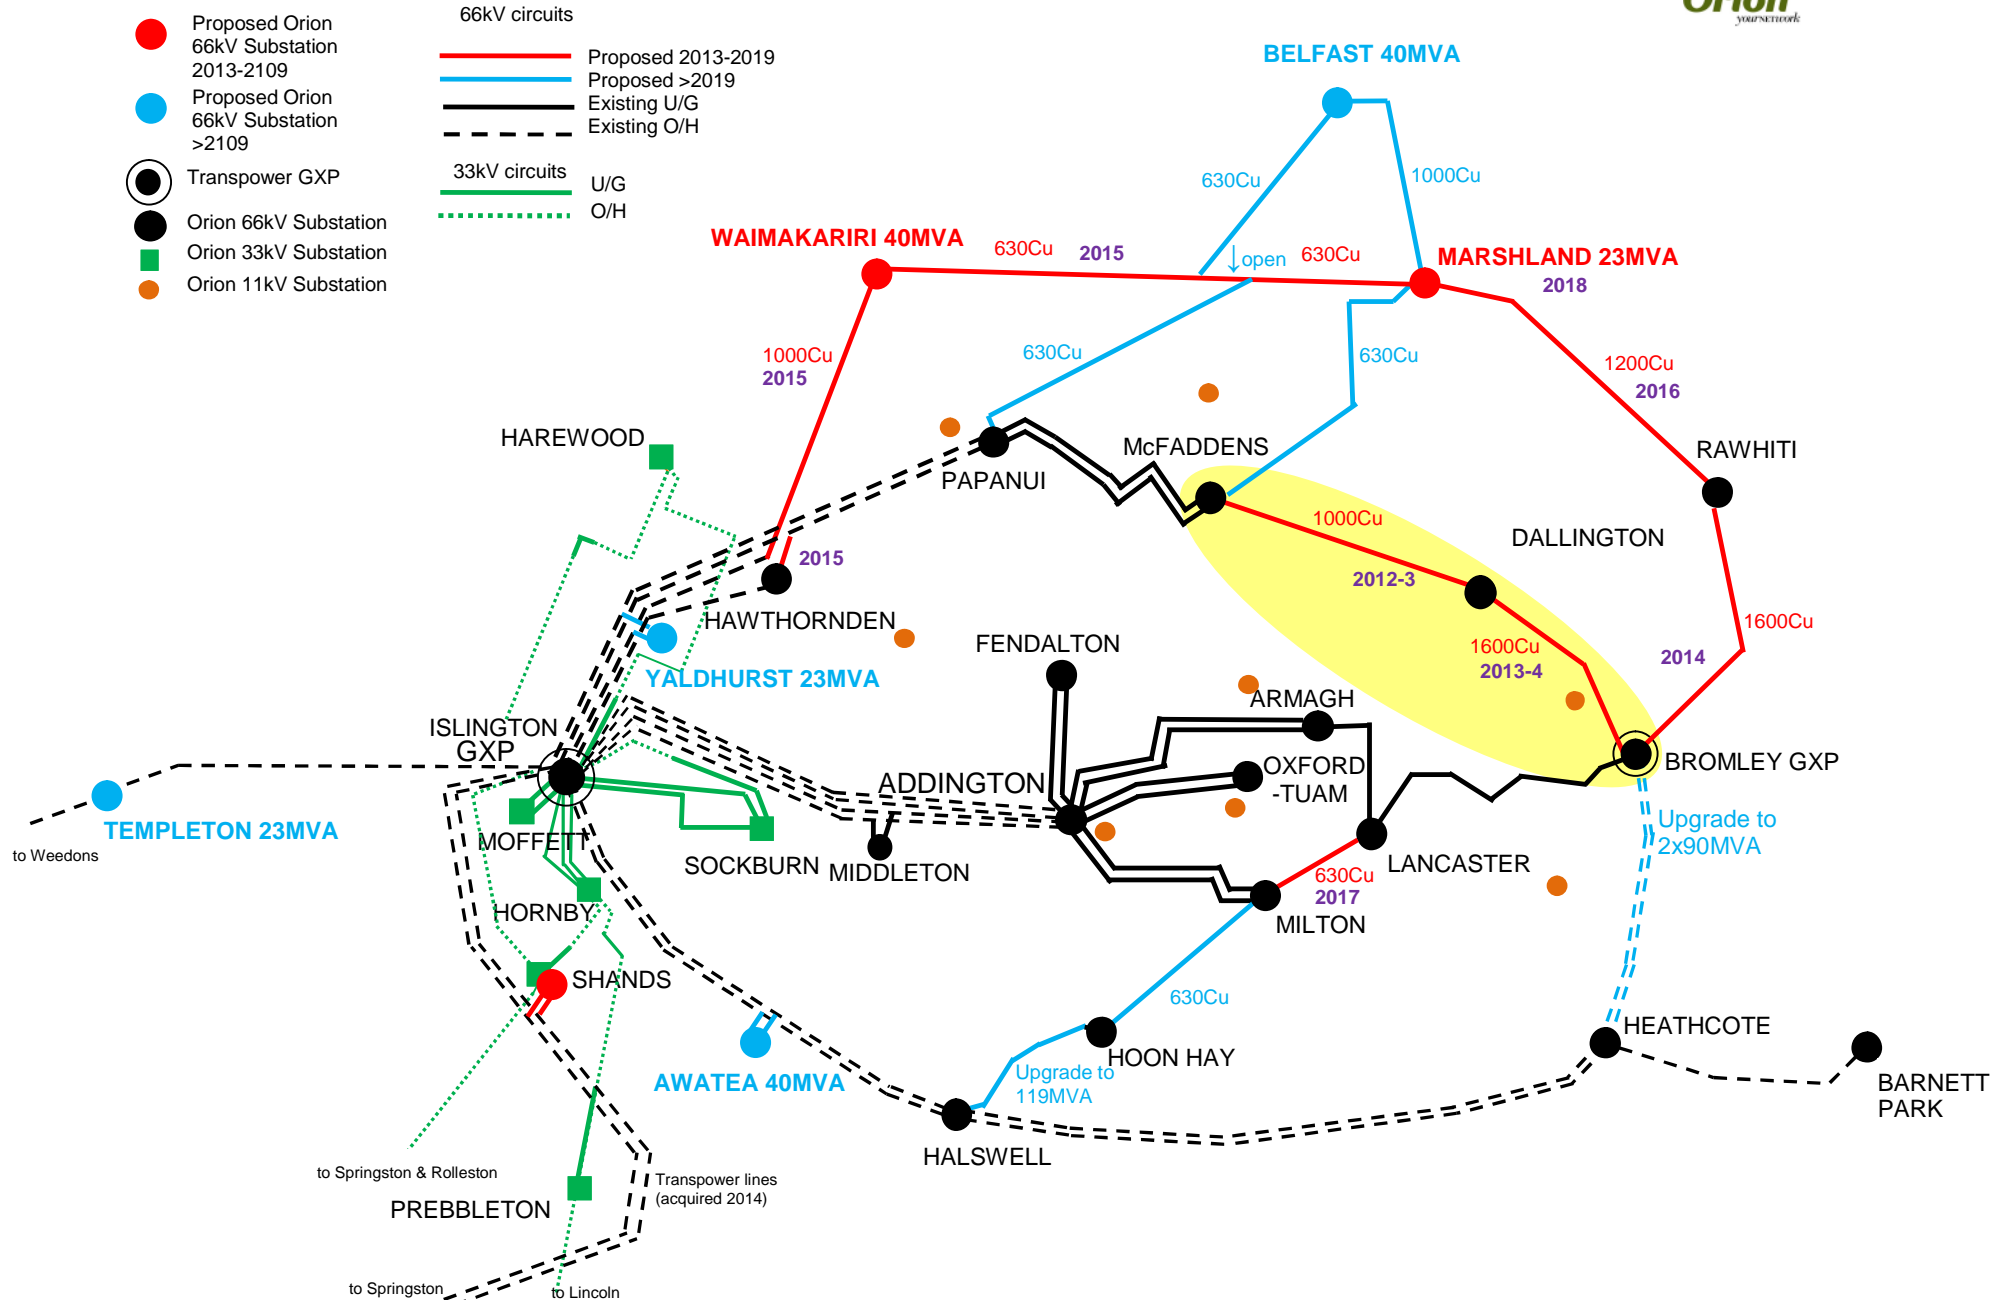 Orion
yourNETwork
Proposed Orion
66kV Substation
2013-2109
Proposed Orion
66kV Substation
>2109
Transpower GXP
Orion 66kV Substation
Orion 33kV Substation
Orion 11kV Substation
66kV circuits
Proposed 2013-2019
Proposed >2019
Existing U/G
Existing O/H
33kV circuits
U/G
O/H
BELFAST 40MVA
630Cu
1000Cu
WAIMAKARIRI 40MVA
630Cu
2015
↓open
630Cu
MARSHLAND 23MVA
2018
1000Cu
2015
630Cu
630Cu
1200Cu
2016
HAREWOOD
PAPANUI
McFADDENS
RAWHITI
1000Cu
DALLINGTON
2015
2012-3
HAWTHORNDEN
FENDALTON
1600Cu
2013-4
1600Cu
2014
YALDHURST 23MVA
ARMAGH
ISLINGTON
GXP
ADDINGTON
OXFORD
-TUAM
BROMLEY GXP
TEMPLETON 23MVA
to Weedons
MOFFETT
SOCKBURN
MIDDLETON
LANCASTER
Upgrade to
2x90MVA
630Cu
2017
HORNBY
MILTON
SHANDS
630Cu
HEATHCOTE
HOON HAY
AWATEA 40MVA
Upgrade to
119MVA
BARNETT
PARK
HALSWELL
to Springston & Rolleston
Transpower lines
(acquired 2014)
PREBBLETON
to Springston
to Lincoln